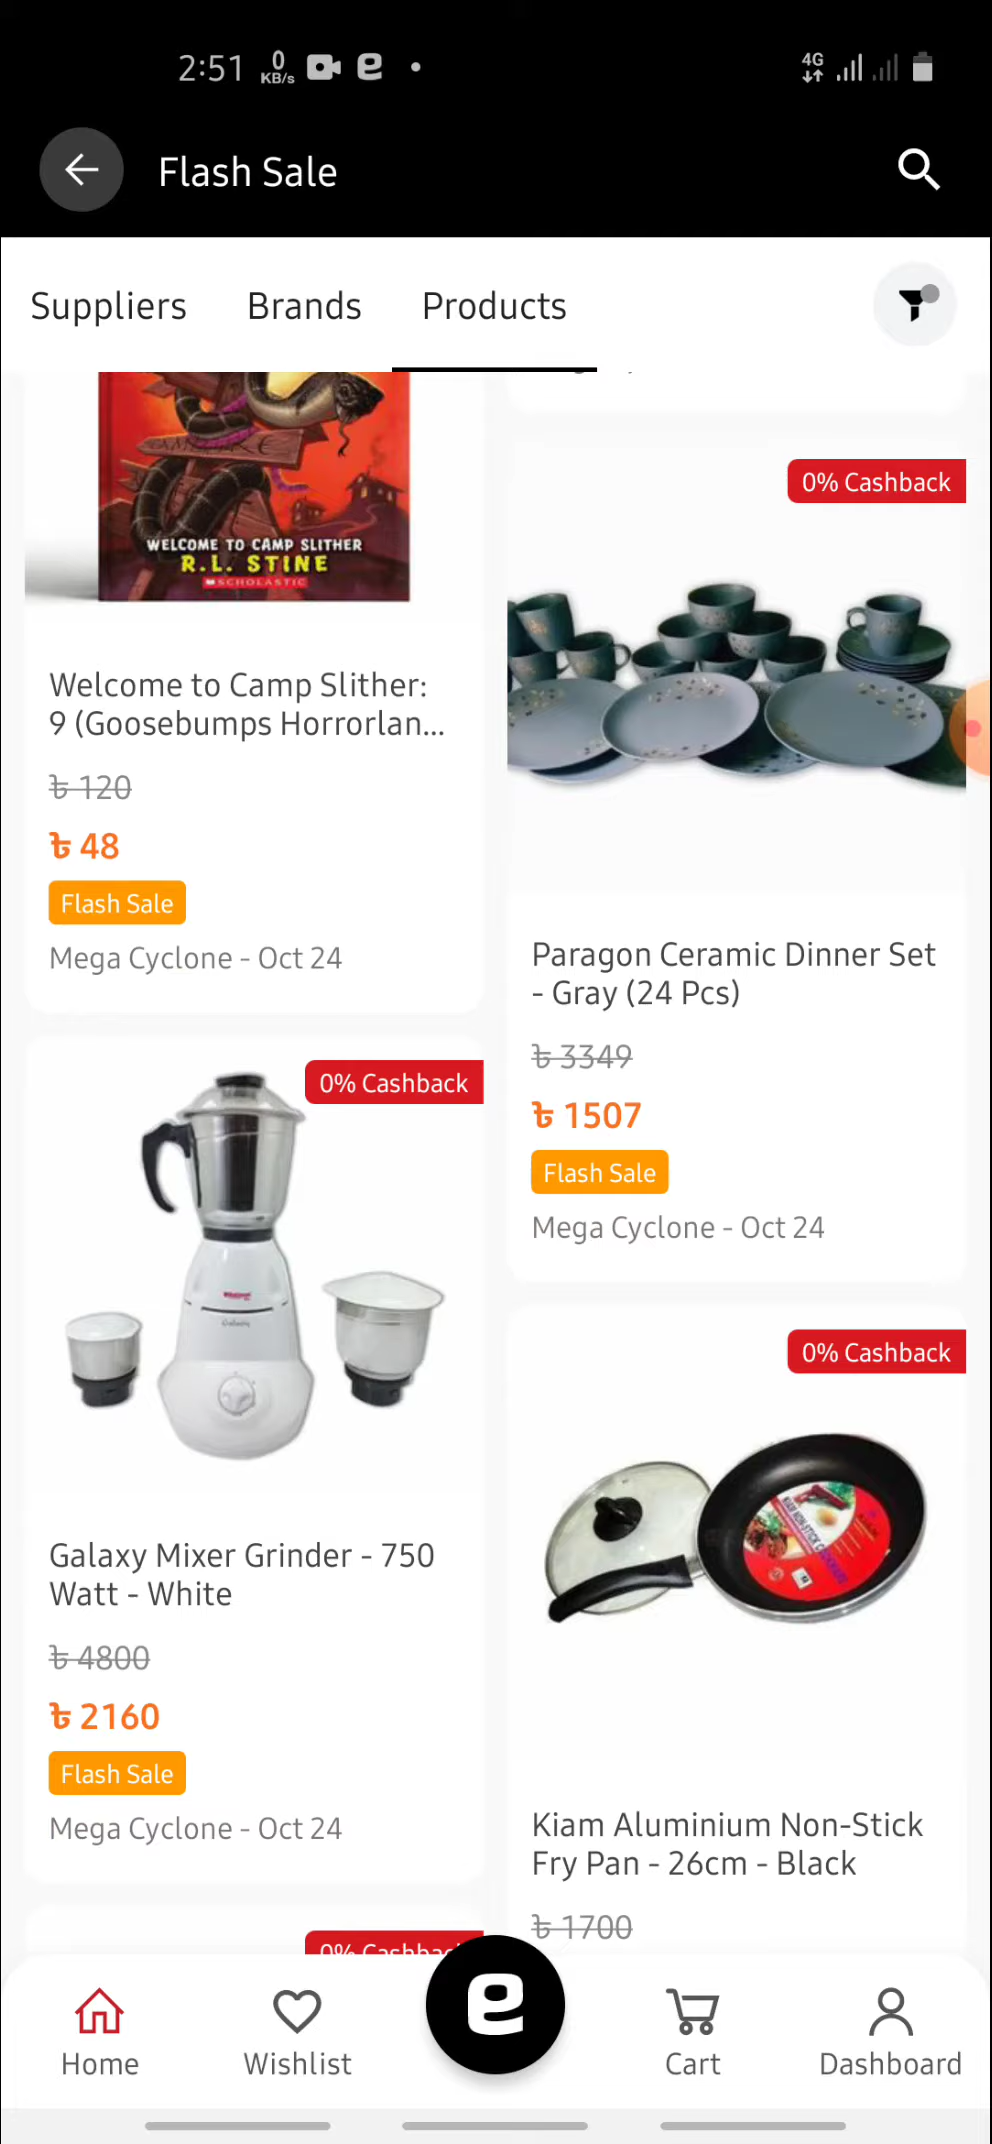 2:51
0
KB/s
4G
Flash Sale
Suppliers
Brands
Products
WELCOME TO CAMP SLITHER
R.L. STINE
SCHOLASTIC
Welcome to Camp Slither:
9 (Goosebumps Horrorlan...
৳ 120
৳ 48
Flash Sale
Mega Cyclone - Oct 24
0% Cashback
Paragon Ceramic Dinner Set
- Gray (24 Pcs)
৳ 3349
৳ 1507
Flash Sale
Mega Cyclone - Oct 24
0% Cashback
Galaxy Mixer Grinder - 750
Watt - White
৳ 4800
৳ 2160
Flash Sale
Mega Cyclone - Oct 24
0% Cashback
Kiam Aluminium Non-Stick
Fry Pan - 26cm - Black
৳ 1700
0% Cashback
e
Home
Wishlist
Cart
Dashboard